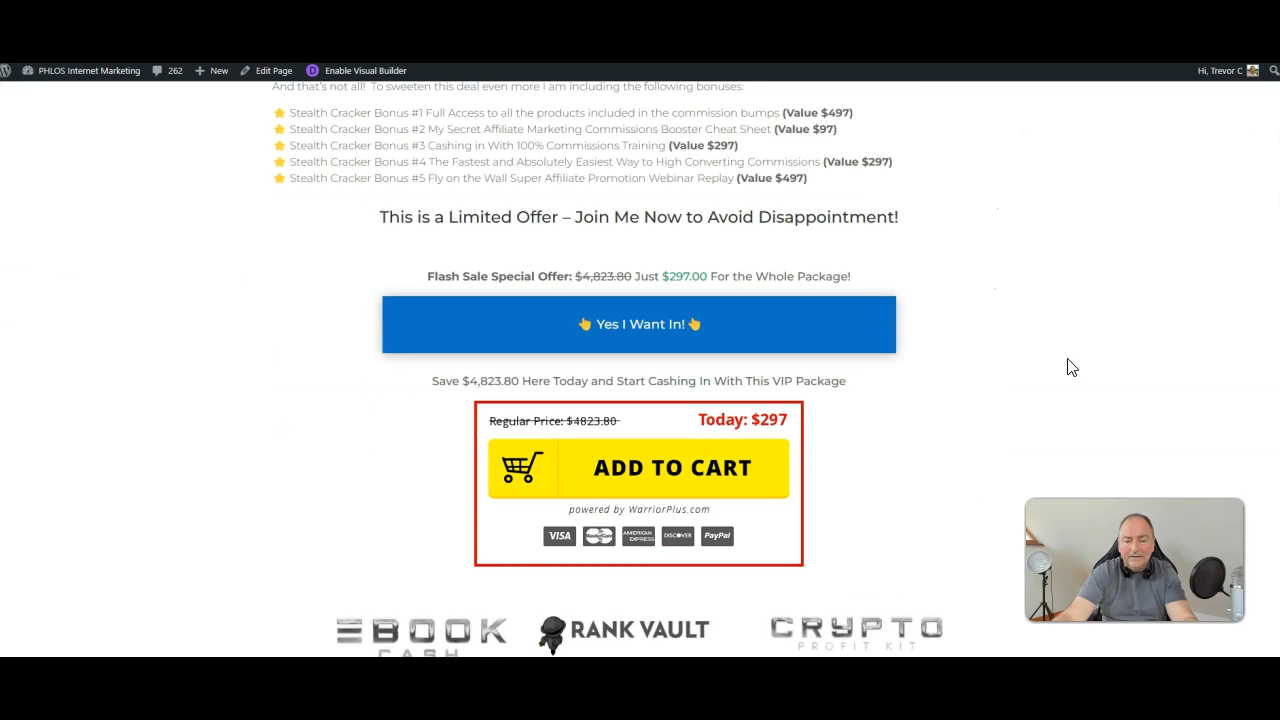 PHLOS Internet Marketing 262 New Edit Page D Enable Visual Builder Hi, Trevor C
And that's not all! To sweeten this deal even more I am including the following bonuses:
Stealth Cracker Bonus #1 Full Access to all the products included in the commission bumps (Value $497)
Stealth Cracker Bonus #2 My Secret Affiliate Marketing Commissions Booster Cheat Sheet (Value $97)
Stealth Cracker Bonus #3 Cashing in With 100% Commissions Training (Value $297)
Stealth Cracker Bonus #4 The Fastest and Absolutely Easiest Way to High Converting Commissions (Value $297)
Stealth Cracker Bonus #5 Fly on the Wall Super Affiliate Promotion Webinar Replay (Value $497)
This is a Limited Offer – Join Me Now to Avoid Disappointment!
Flash Sale Special Offer: $4,823.80 Just $297.00 For the Whole Package!
👆 Yes I Want In! 👆
Save $4,823.80 Here Today and Start Cashing In With This VIP Package
Regular Price: $4823.80 Today: $297
ADD TO CART
powered by WarriorPlus.com
VISA MasterCard AMERICAN EXPRESS DISCOVER PayPal
EBOOK CASH RANK VAULT CRYPTO PROFIT KIT